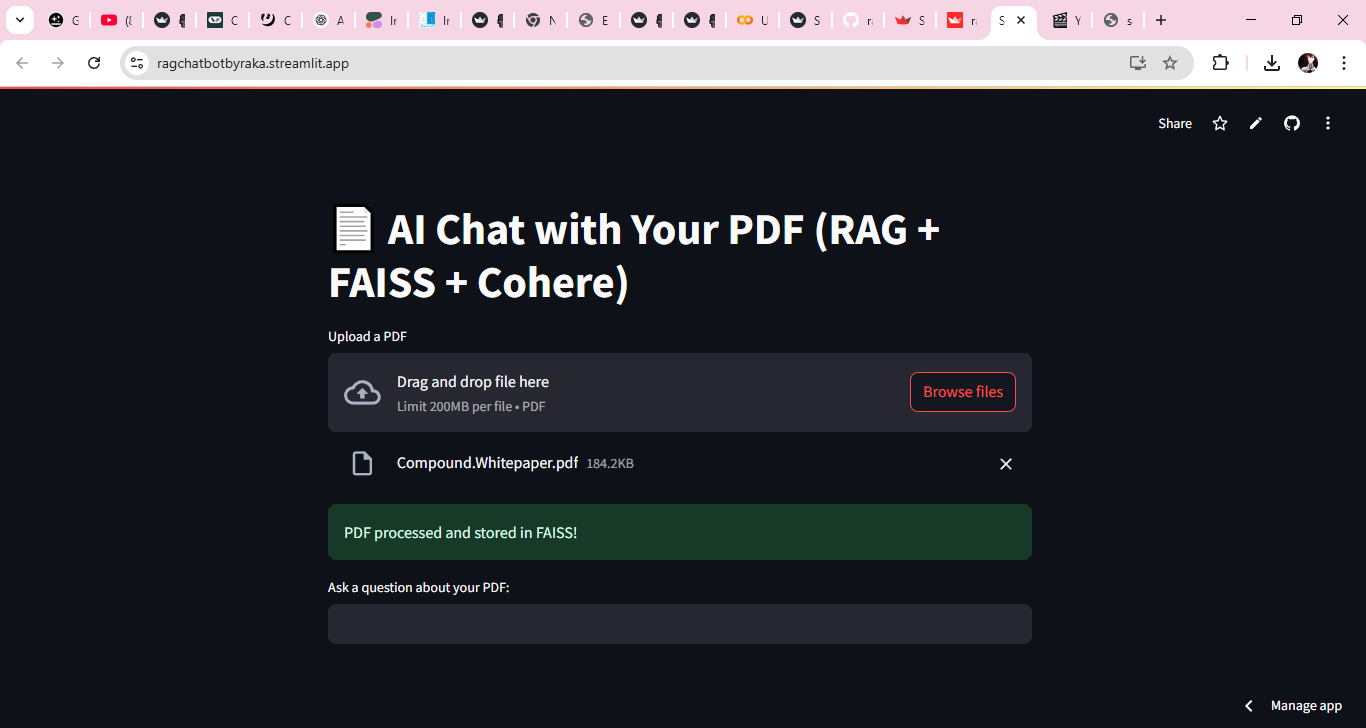 ragchatbotbyraka.streamlit.app
Share
AI Chat with Your PDF (RAG +
FAISS + Cohere)
Upload a PDF
Drag and drop file here
Limit 200MB per file • PDF
Browse files
Compound.Whitepaper.pdf 184.2KB
PDF processed and stored in FAISS!
Ask a question about your PDF:
Manage app